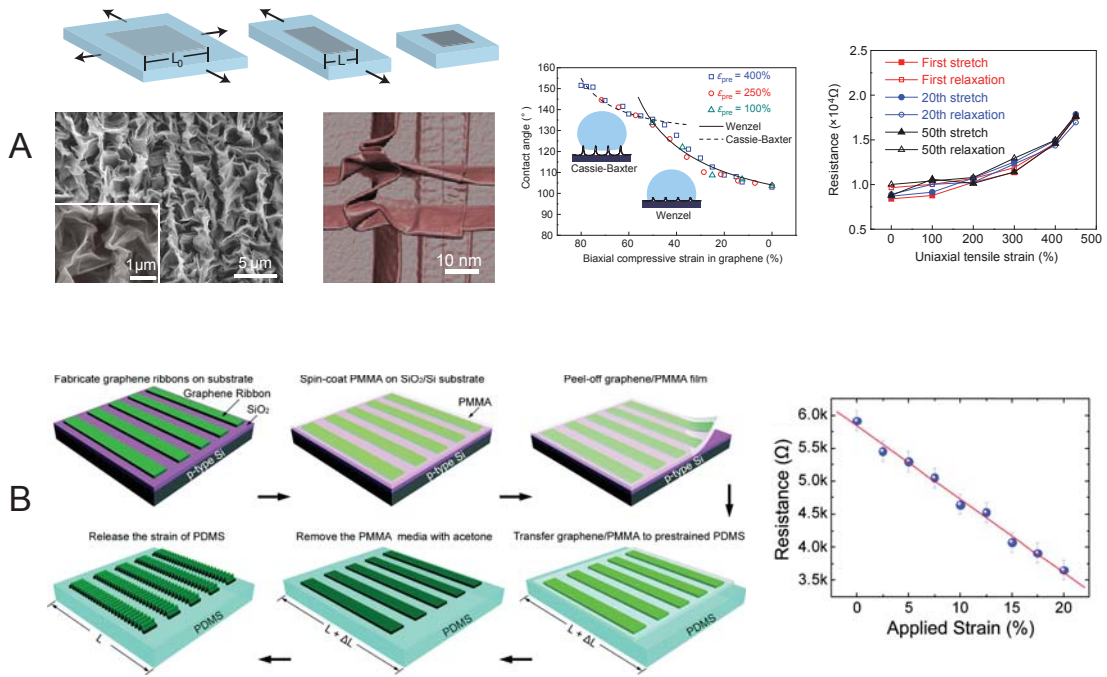 A
L₀
L
1μm
5 μm
10 nm
Contact angle (°)
160
150
140
130
120
110
100
90
80
εpre = 400%
εpre = 250%
εpre = 100%
Wenzel
Cassie-Baxter
Cassie-Baxter
Wenzel
80 60 40 20 0
Biaxial compressive strain in graphene (%)
Resistance (×10⁴Ω)
2.5
2.0
1.5
1.0
0.5
First stretch
First relaxation
20th stretch
20th relaxation
50th stretch
50th relaxation
0 100 200 300 400 500
Uniaxial tensile strain (%)
B
Fabricate graphene ribbons on substrate
Graphene Ribbon
SiO₂
p-type Si
Spin-coat PMMA on SiO₂/Si substrate
PMMA
p-type Si
Peel-off graphene/PMMA film
p-type Si
Release the strain of PDMS
L
PDMS
Remove the PMMA media with acetone
L + ΔL
PDMS
Transfer graphene/PMMA to prestrained PDMS
L + ΔL
PDMS
Resistance (Ω)
6.0k
5.5k
5.0k
4.5k
4.0k
3.5k
0 5 10 15 20
Applied Strain (%)